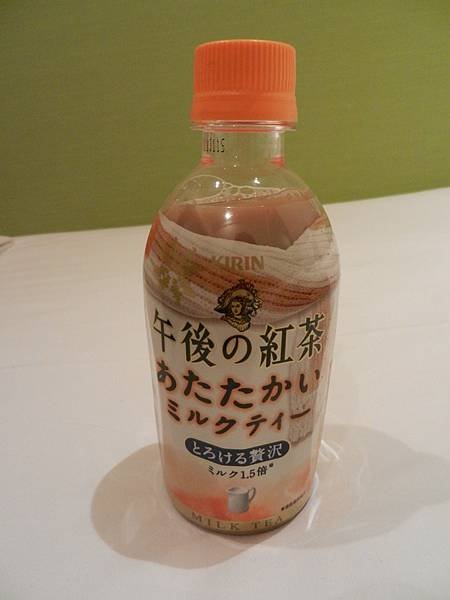 KIRIN
午後の紅茶
あたたかい
ミルクティー
とろける贅沢
ミルク1.5倍
MILK TEA